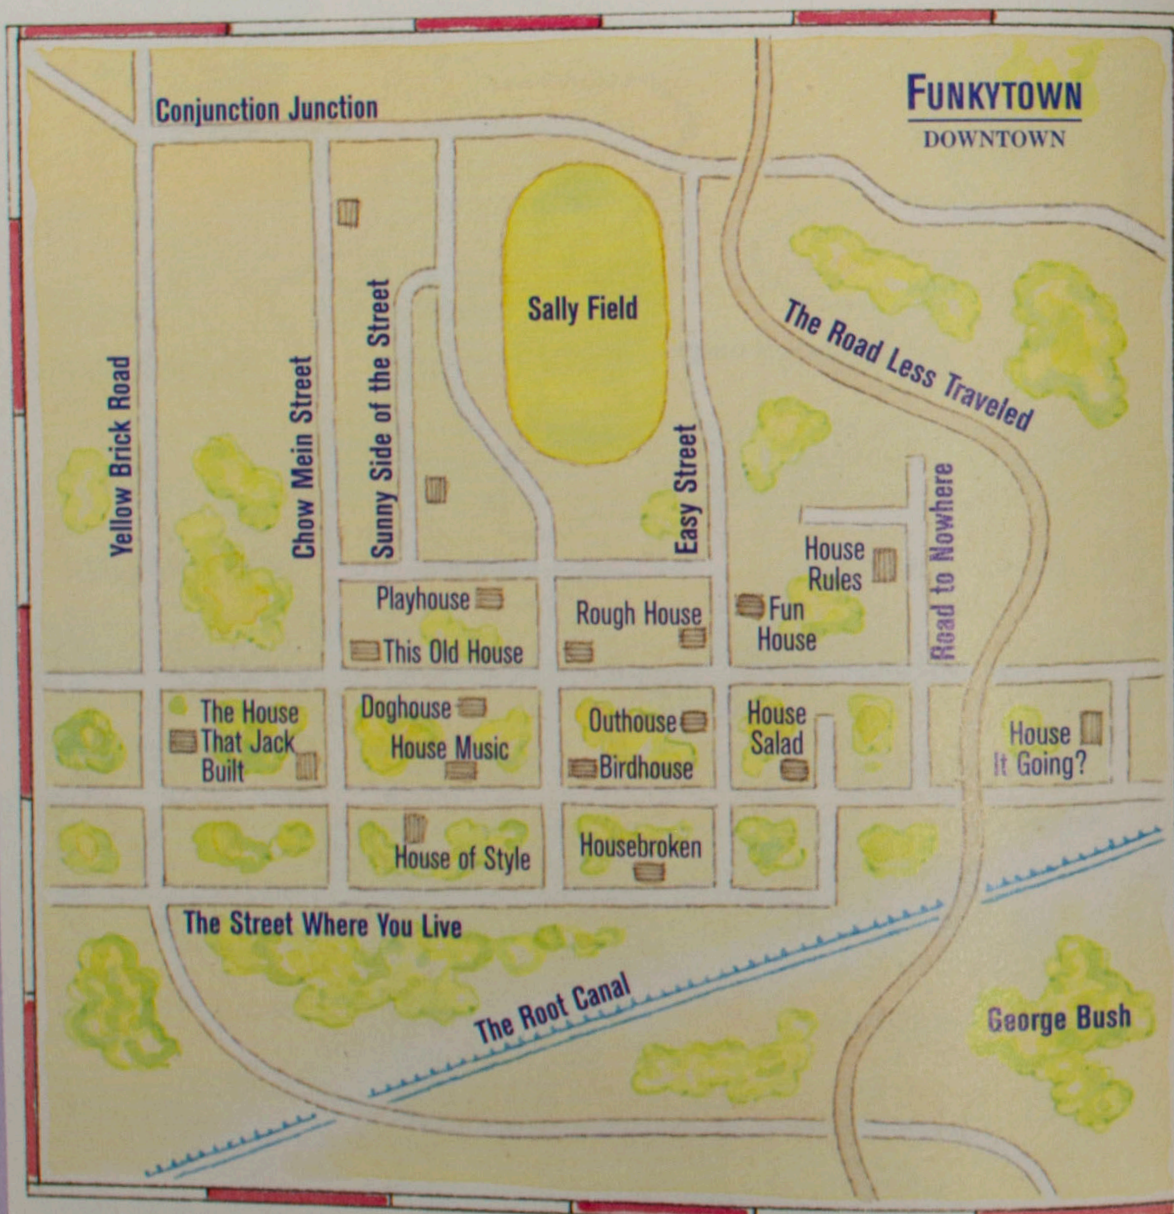 FUNKYTOWN
DOWNTOWN
Conjunction Junction
Sally Field
The Road Less Traveled
Yellow Brick Road
Chow Mein Street
Sunny Side of the Street
Easy Street
Road to Nowhere
House
Rules
Playhouse
Rough House
Fun
House
This Old House
The House
That Jack
Built
Doghouse
House Music
Outhouse
Birdhouse
House
Salad
House
It Going?
House of Style
Housebroken
The Street Where You Live
The Root Canal
George Bush